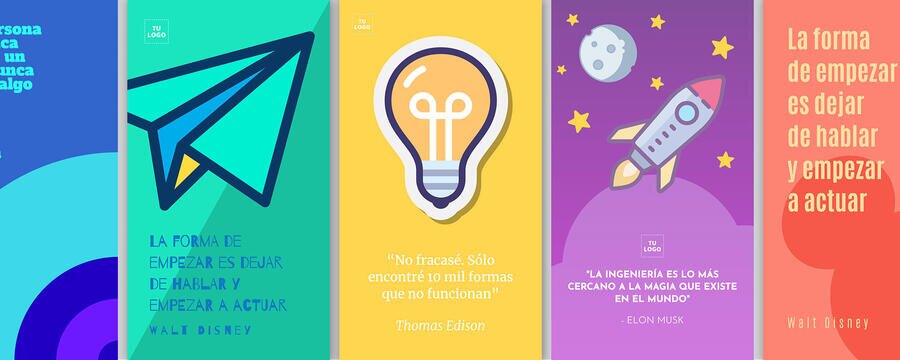 rsona
ca
un
unca
algo
TU
LOGO
LA FORMA DE
EMPEZAR ES DEJAR
DE HABLAR Y
EMPEZAR A ACTUAR
WALT DISNEY
TU
LOGO
"No fracasé. Sólo
encontré 10 mil formas
que no funcionan"
Thomas Edison
TU
LOGO
"LA INGENIERÍA ES LO MÁS
CERCANO A LA MAGIA QUE EXISTE
EN EL MUNDO"
- ELON MUSK
La forma
de empezar
es dejar
de hablar
y empezar
a actuar
Walt Disney